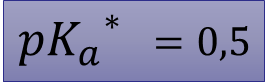 pKₐ* = 0,5